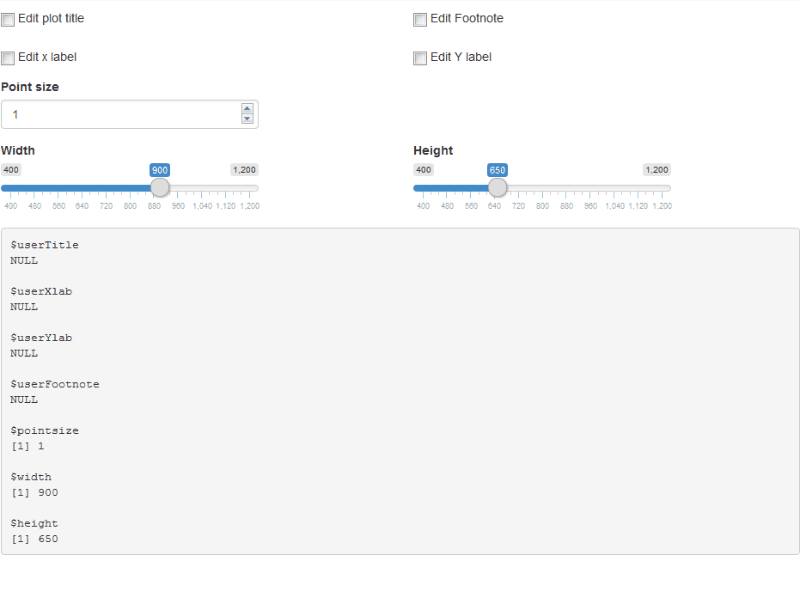 Edit plot title
Edit Footnote
Edit x label
Edit Y label
Point size
1
Width
Height
400 900 1,200
400 650 1,200
400 480 560 640 720 800 880 960 1,040 1,120 1,200
400 480 560 640 720 800 880 960 1,040 1,120 1,200
$userTitle
NULL
$userXlab
NULL
$userYlab
NULL
$userFootnote
NULL
$pointsize
[1] 1
$width
[1] 900
$height
[1] 650